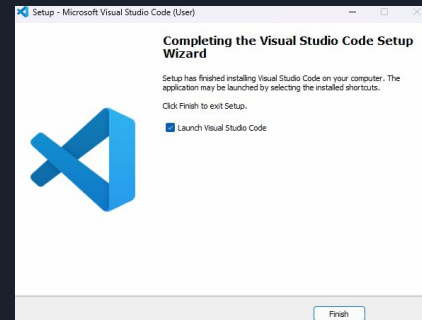 Setup - Microsoft Visual Studio Code (User)
Completing the Visual Studio Code Setup
Wizard
Setup has finished installing Visual Studio Code on your computer. The
application may be launched by selecting the installed shortcuts.
Click Finish to exit Setup.
Launch Visual Studio Code
Finish